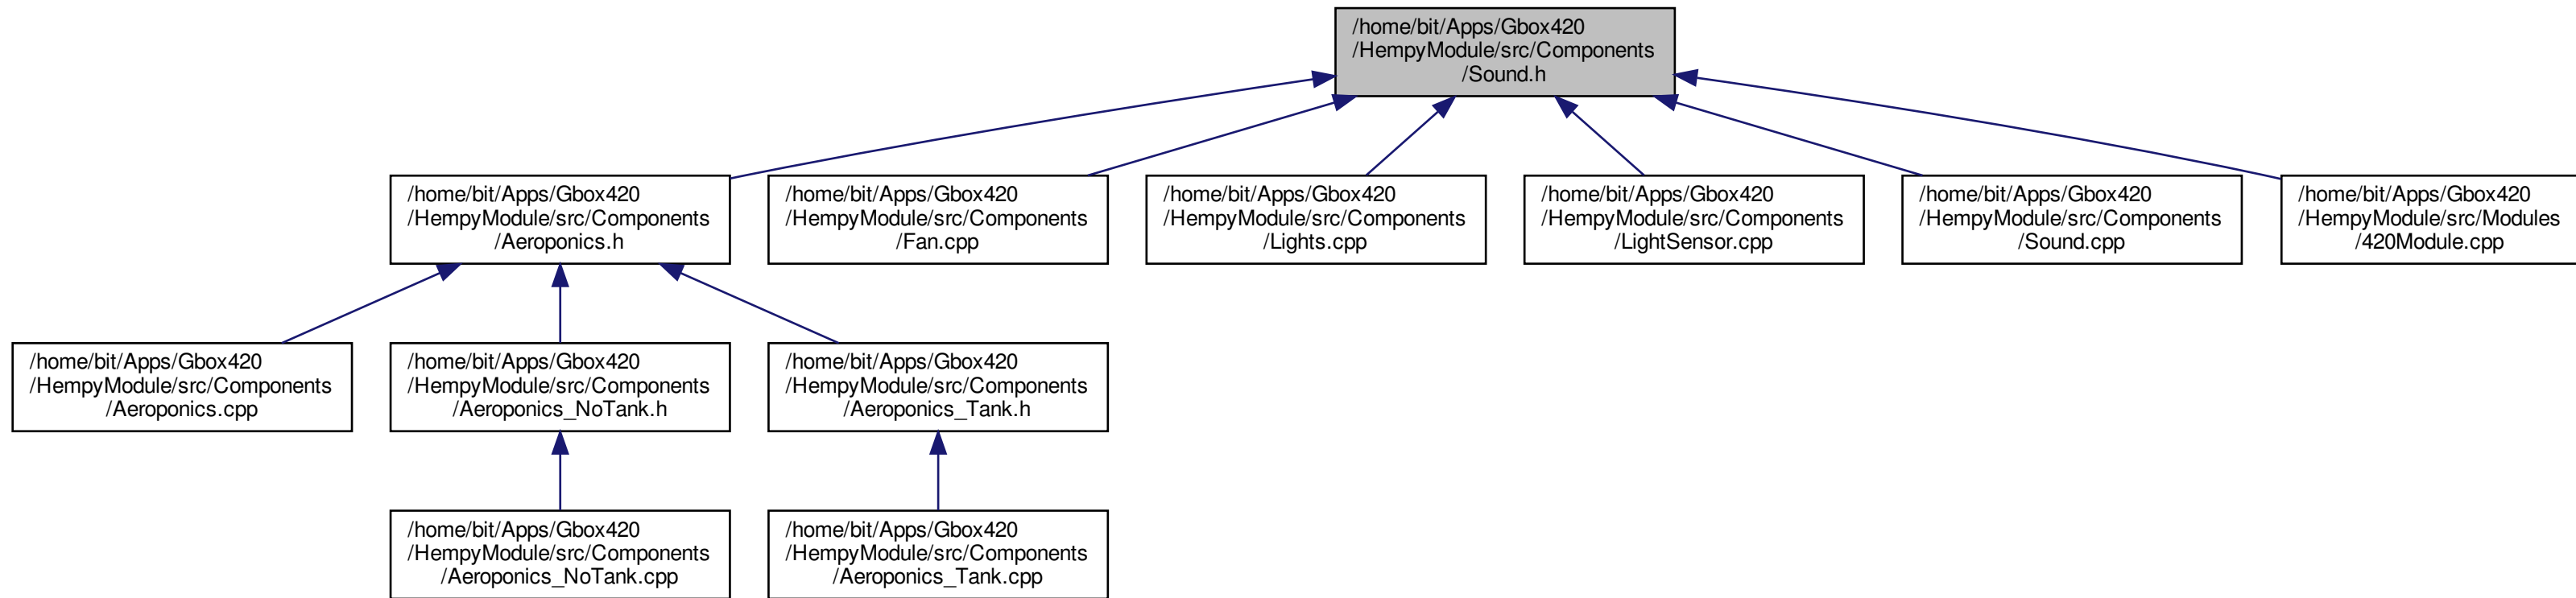 /home/bit/Apps/Gbox420
/HempyModule/src/Components
/Sound.h
/home/bit/Apps/Gbox420
/HempyModule/src/Components
/Aeroponics.h
/home/bit/Apps/Gbox420
/HempyModule/src/Components
/Fan.cpp
/home/bit/Apps/Gbox420
/HempyModule/src/Components
/Lights.cpp
/home/bit/Apps/Gbox420
/HempyModule/src/Components
/LightSensor.cpp
/home/bit/Apps/Gbox420
/HempyModule/src/Components
/Sound.cpp
/home/bit/Apps/Gbox420
/HempyModule/src/Modules
/420Module.cpp
/home/bit/Apps/Gbox420
/HempyModule/src/Components
/Aeroponics.cpp
/home/bit/Apps/Gbox420
/HempyModule/src/Components
/Aeroponics_NoTank.h
/home/bit/Apps/Gbox420
/HempyModule/src/Components
/Aeroponics_Tank.h
/home/bit/Apps/Gbox420
/HempyModule/src/Components
/Aeroponics_NoTank.cpp
/home/bit/Apps/Gbox420
/HempyModule/src/Components
/Aeroponics_Tank.cpp